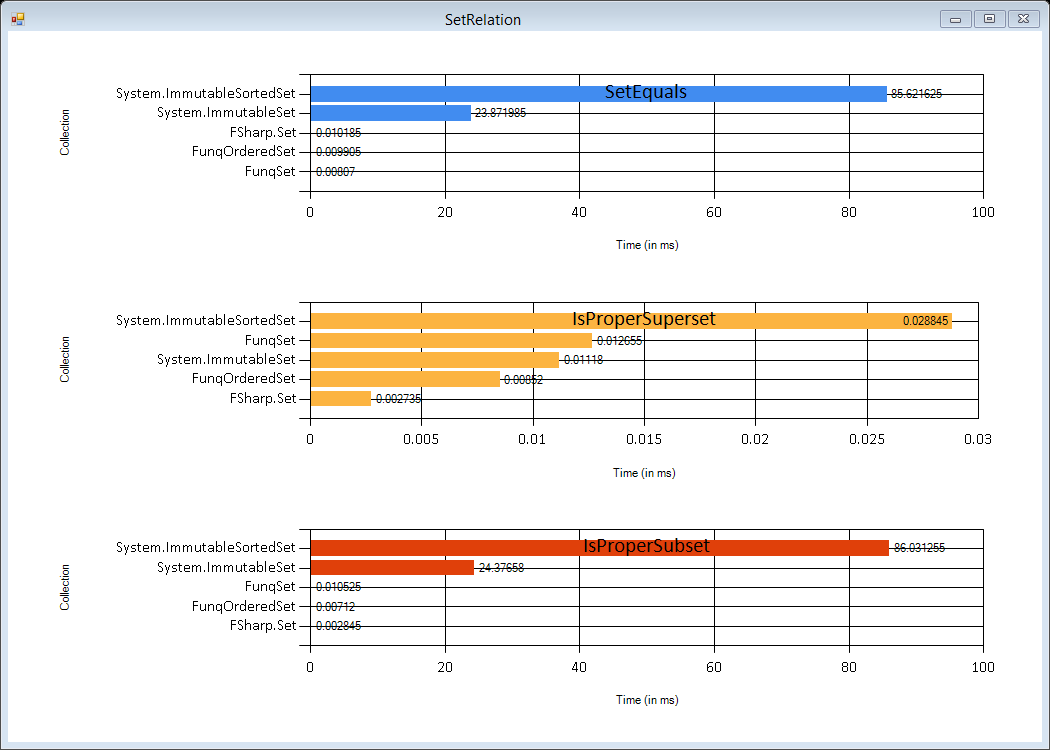 SetRelation
SetEquals
Collection
System.ImmutableSortedSet 85.621625
System.ImmutableSet 23.871985
FSharp.Set 0.010185
FunqOrderedSet 0.009905
FunqSet 0.00807
0 20 40 60 80 100
Time (in ms)
IsProperSuperset
Collection
System.ImmutableSortedSet 0.028845
FunqSet 0.012655
System.ImmutableSet 0.01118
FunqOrderedSet 0.00852
FSharp.Set 0.002735
0 0.005 0.01 0.015 0.02 0.025 0.03
Time (in ms)
IsProperSubset
Collection
System.ImmutableSortedSet 86.031255
System.ImmutableSet 24.37658
FunqSet 0.010525
FunqOrderedSet 0.00712
FSharp.Set 0.002845
0 20 40 60 80 100
Time (in ms)